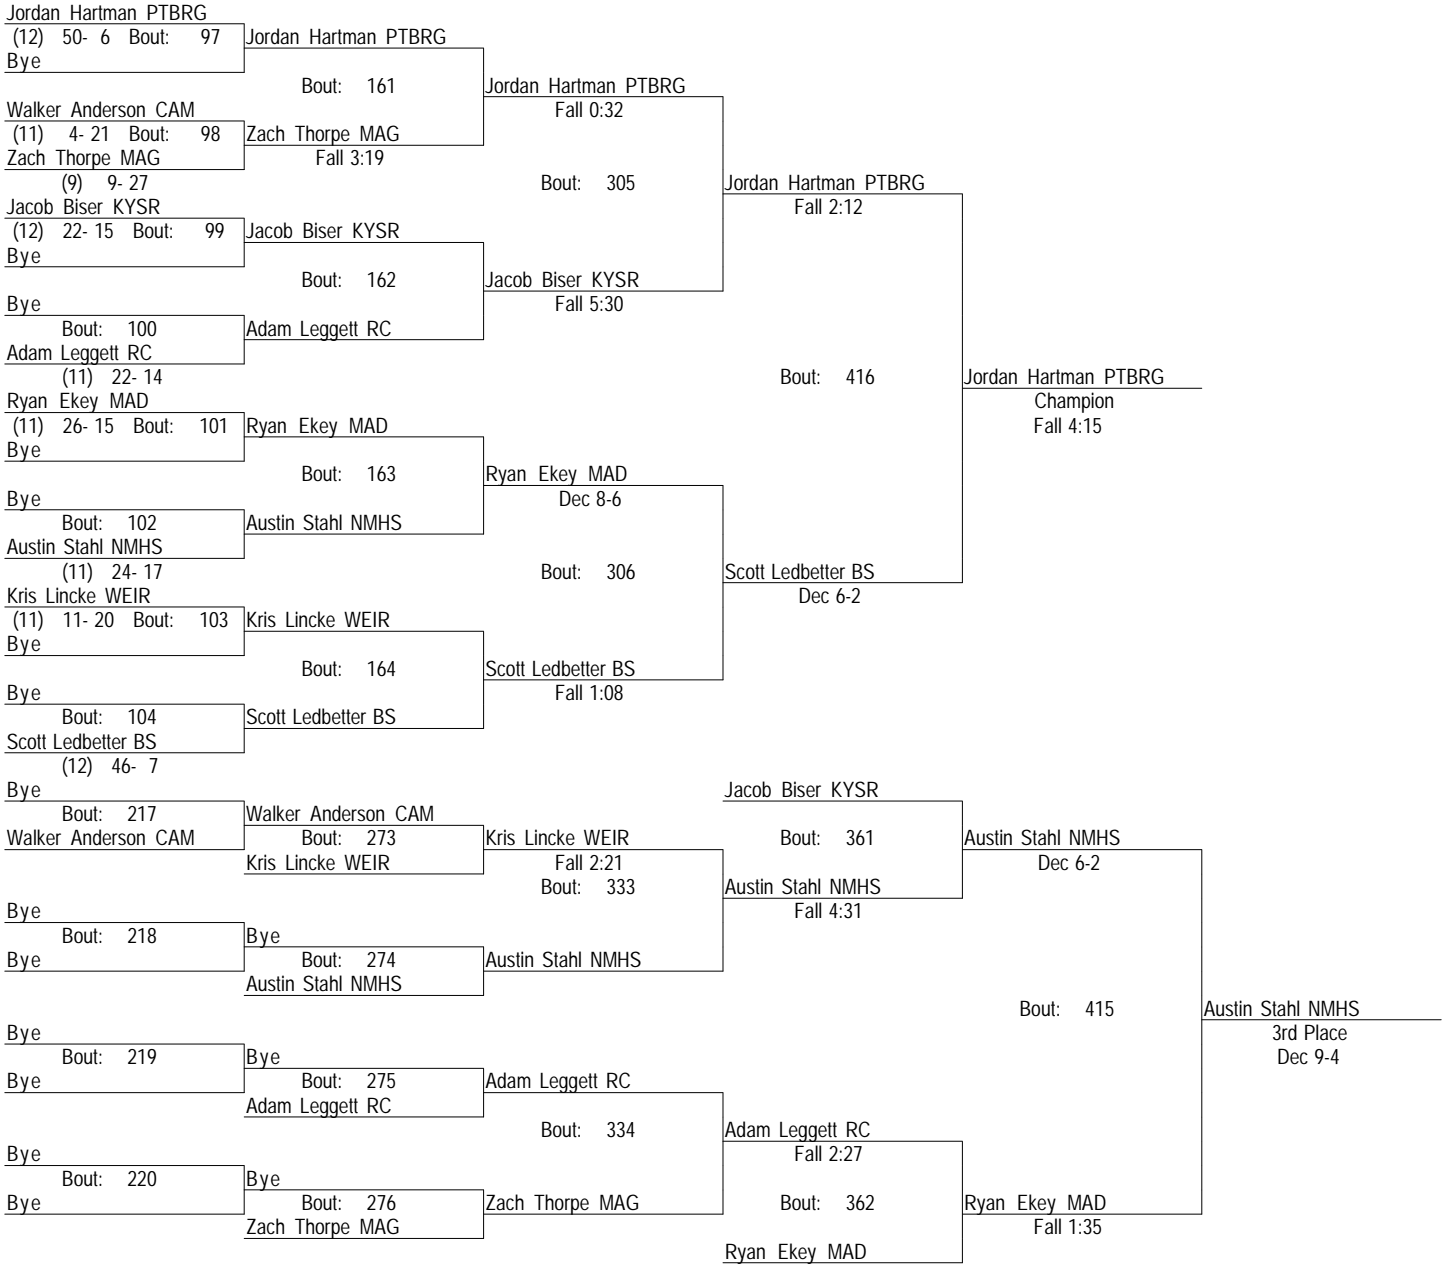 Jordan Hartman PTBRG
(12) 50- 6 Bout: 97 Jordan Hartman PTBRG
Bye
Bout: 161 Jordan Hartman PTBRG
Walker Anderson CAM Fall 0:32
(11) 4- 21 Bout: 98 Zach Thorpe MAG
Zach Thorpe MAG Fall 3:19
(9) 9- 27 Bout: 305 Jordan Hartman PTBRG
Jacob Biser KYSR Fall 2:12
(12) 22- 15 Bout: 99 Jacob Biser KYSR
Bye
Bout: 162 Jacob Biser KYSR
Bye Fall 5:30
Bout: 100 Adam Leggett RC
Adam Leggett RC
(11) 22- 14 Bout: 416 Jordan Hartman PTBRG
Ryan Ekey MAD Champion
(11) 26- 15 Bout: 101 Ryan Ekey MAD Fall 4:15
Bye
Bout: 163 Ryan Ekey MAD
Bye Dec 8-6
Bout: 102 Austin Stahl NMHS
Austin Stahl NMHS
(11) 24- 17 Bout: 306 Scott Ledbetter BS
Kris Lincke WEIR Dec 6-2
(11) 11- 20 Bout: 103 Kris Lincke WEIR
Bye
Bout: 164 Scott Ledbetter BS
Bye Fall 1:08
Bout: 104 Scott Ledbetter BS
Scott Ledbetter BS
(12) 46- 7
Bye Jacob Biser KYSR
Bout: 217 Walker Anderson CAM
Walker Anderson CAM Bout: 273 Kris Lincke WEIR Bout: 361 Austin Stahl NMHS
Kris Lincke WEIR Fall 2:21 Dec 6-2
Bout: 333 Austin Stahl NMHS
Bye Fall 4:31
Bout: 218 Bye
Bye Bout: 274 Austin Stahl NMHS
Austin Stahl NMHS
Bout: 415 Austin Stahl NMHS
Bye 3rd Place
Bout: 219 Bye Dec 9-4
Bye Bout: 275 Adam Leggett RC
Adam Leggett RC
Bout: 334 Adam Leggett RC
Bye Fall 2:27
Bout: 220 Bye
Bye Bout: 276 Zach Thorpe MAG Bout: 362 Ryan Ekey MAD
Zach Thorpe MAG Fall 1:35
Ryan Ekey MAD